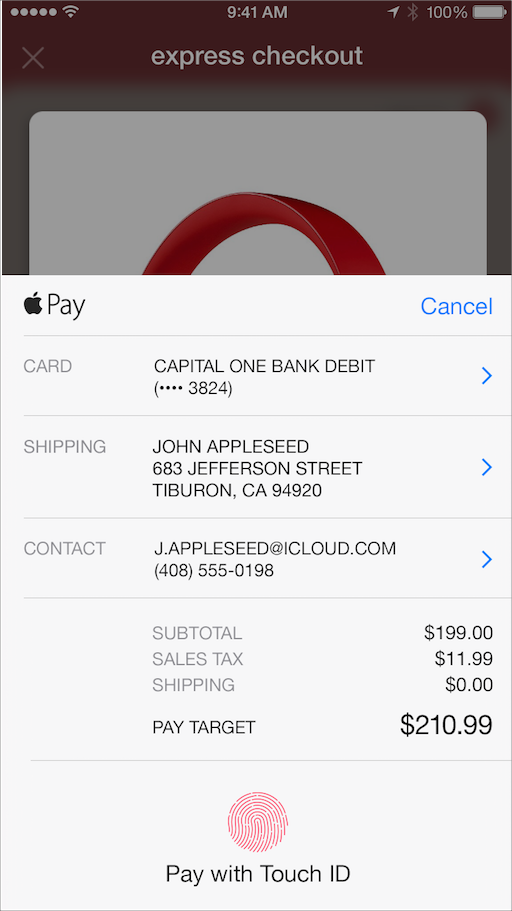 9:41 AM 100%
express checkout
Pay Cancel
CARD CAPITAL ONE BANK DEBIT
(•••• 3824)
SHIPPING JOHN APPLESEED
683 JEFFERSON STREET
TIBURON, CA 94920
CONTACT J.APPLESEED@ICLOUD.COM
(408) 555-0198
SUBTOTAL $199.00
SALES TAX $11.99
SHIPPING $0.00
PAY TARGET $210.99
Pay with Touch ID